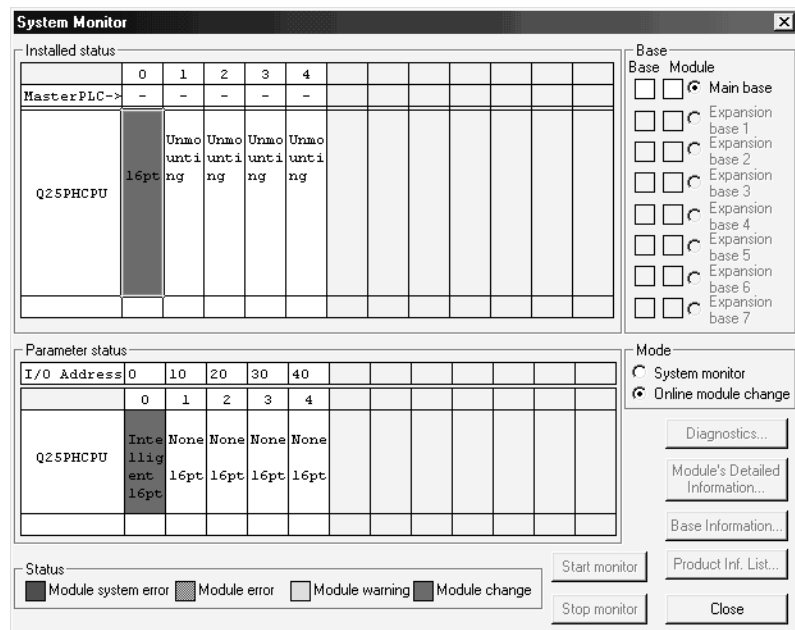 System Monitor
Installed status
0 1 2 3 4
MasterPLC-> - - - - -
Q25PHCPU
16pt
Unmo Unmo Unmo Unmo
unti unti unti unti
ng ng ng ng
Base
Base Module
Main base
Expansion
base 1
Expansion
base 2
Expansion
base 3
Expansion
base 4
Expansion
base 5
Expansion
base 6
Expansion
base 7
Parameter status
I/O Address 0 10 20 30 40
0 1 2 3 4
Q25PHCPU
Inte
llig
ent
16pt
None None None None
16pt 16pt 16pt 16pt
Mode
System monitor
Online module change
Diagnostics...
Module's Detailed
Information...
Base Information...
Product Inf. List...
Status
Module system error Module error Module warning Module change
Start monitor
Stop monitor
Close